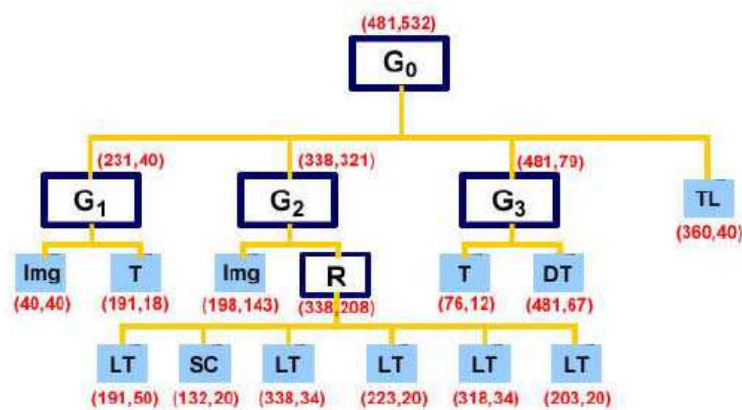 (481,532)
G0
(231,40) (338,321) (481,79)
G1 G2 G3 TL
(360,40)
Img T Img R T DT
(40,40) (191,18) (198,143) (338,208) (76,12) (481,67)
LT SC LT LT LT LT
(191,50) (132,20) (338,34) (223,20) (318,34) (203,20)